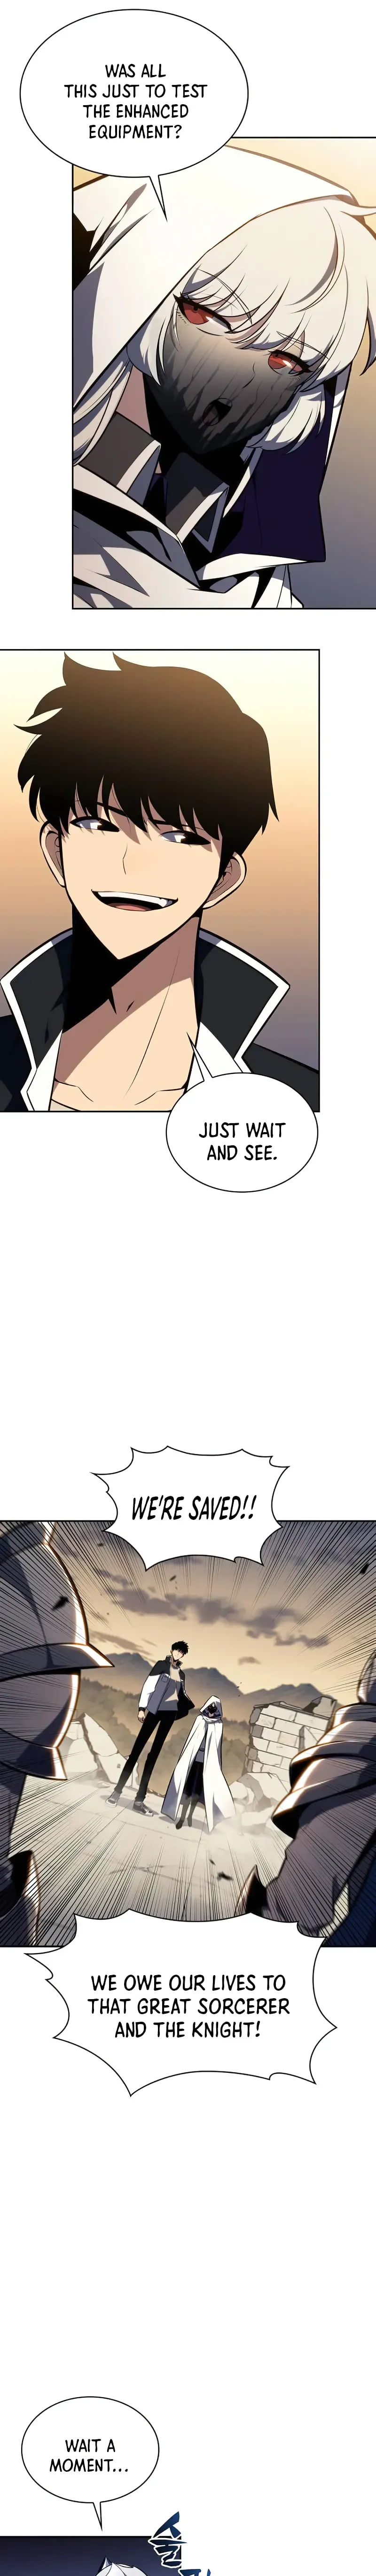 WAS ALL
THIS JUST TO TEST
THE ENHANCED
EQUIPMENT?
JUST WAIT
AND SEE.
WE'RE SAVED!!
WE OWE OUR LIVES TO
THAT GREAT SORCERER
AND THE KNIGHT!
WAIT A
MOMENT...